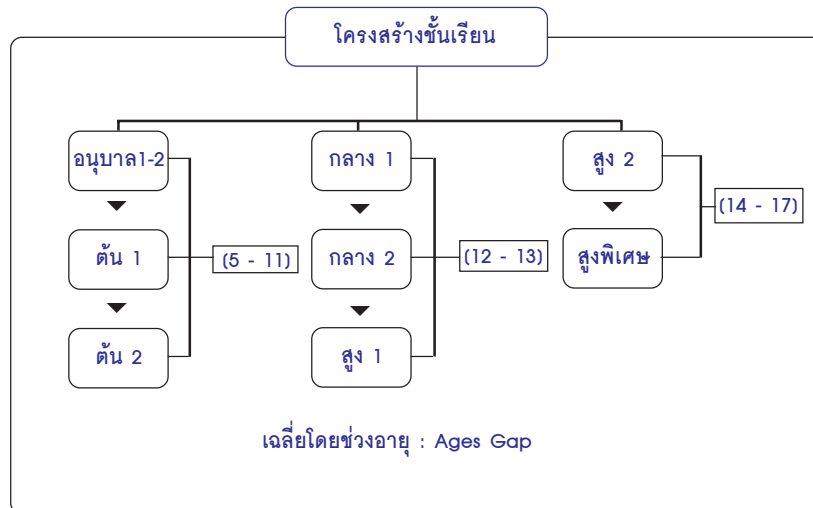 โครงสร้างชั้นเรียน
อนุบาล1-2
ต้น 1
ต้น 2
(5 - 11)
กลาง 1
กลาง 2
สูง 1
(12 - 13)
สูง 2
สูงพิเศษ
(14 - 17)
เฉลี่ยโดยช่วงอายุ : Ages Gap